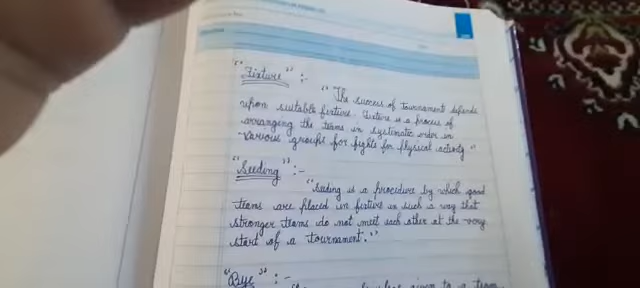 "Fixture" :-
"The success of tournament depends
upon suitable fixture. Fixture is a process of
arranging the teams in systematic order in
various groups for fights for physical activity."
"Seeding" :-
"Seeding is a procedure by which good
teams are placed in fixture in such a way that
stronger teams do not meet each other at the very
start of a tournament."
"Bye" :-
given to a team